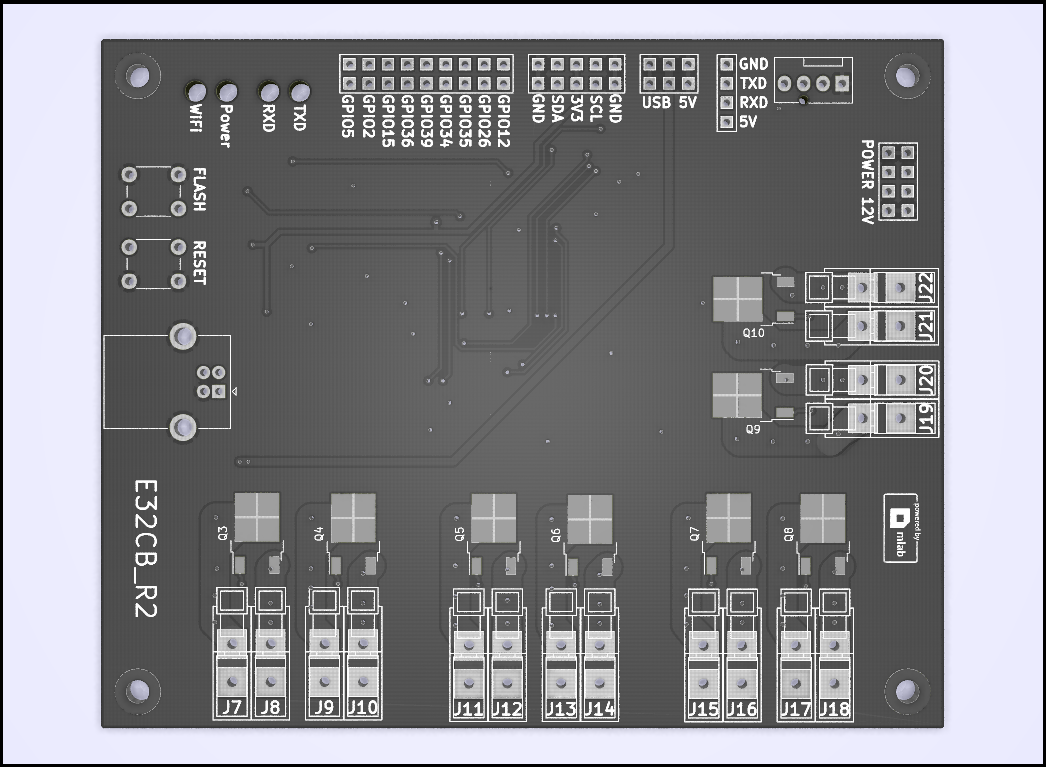 GND
TXD
RXD
5V
GPIO5
GPIO2
GPIO15
GPIO36
GPIO39
GPIO34
GPIO35
GPIO26
GPIO12
GND
SDA
3V3
SCL
GND
USB 5V
WiFi
Power
RXD
TXD
FLASH
RESET
POWER 12V
J22
J21
Q10
J20
J19
Q9
E32CB_R2
Q3
Q4
Q5
Q6
Q7
Q8
powered by
mlab
J7
J8
J9
J10
J11
J12
J13
J14
J15
J16
J17
J18